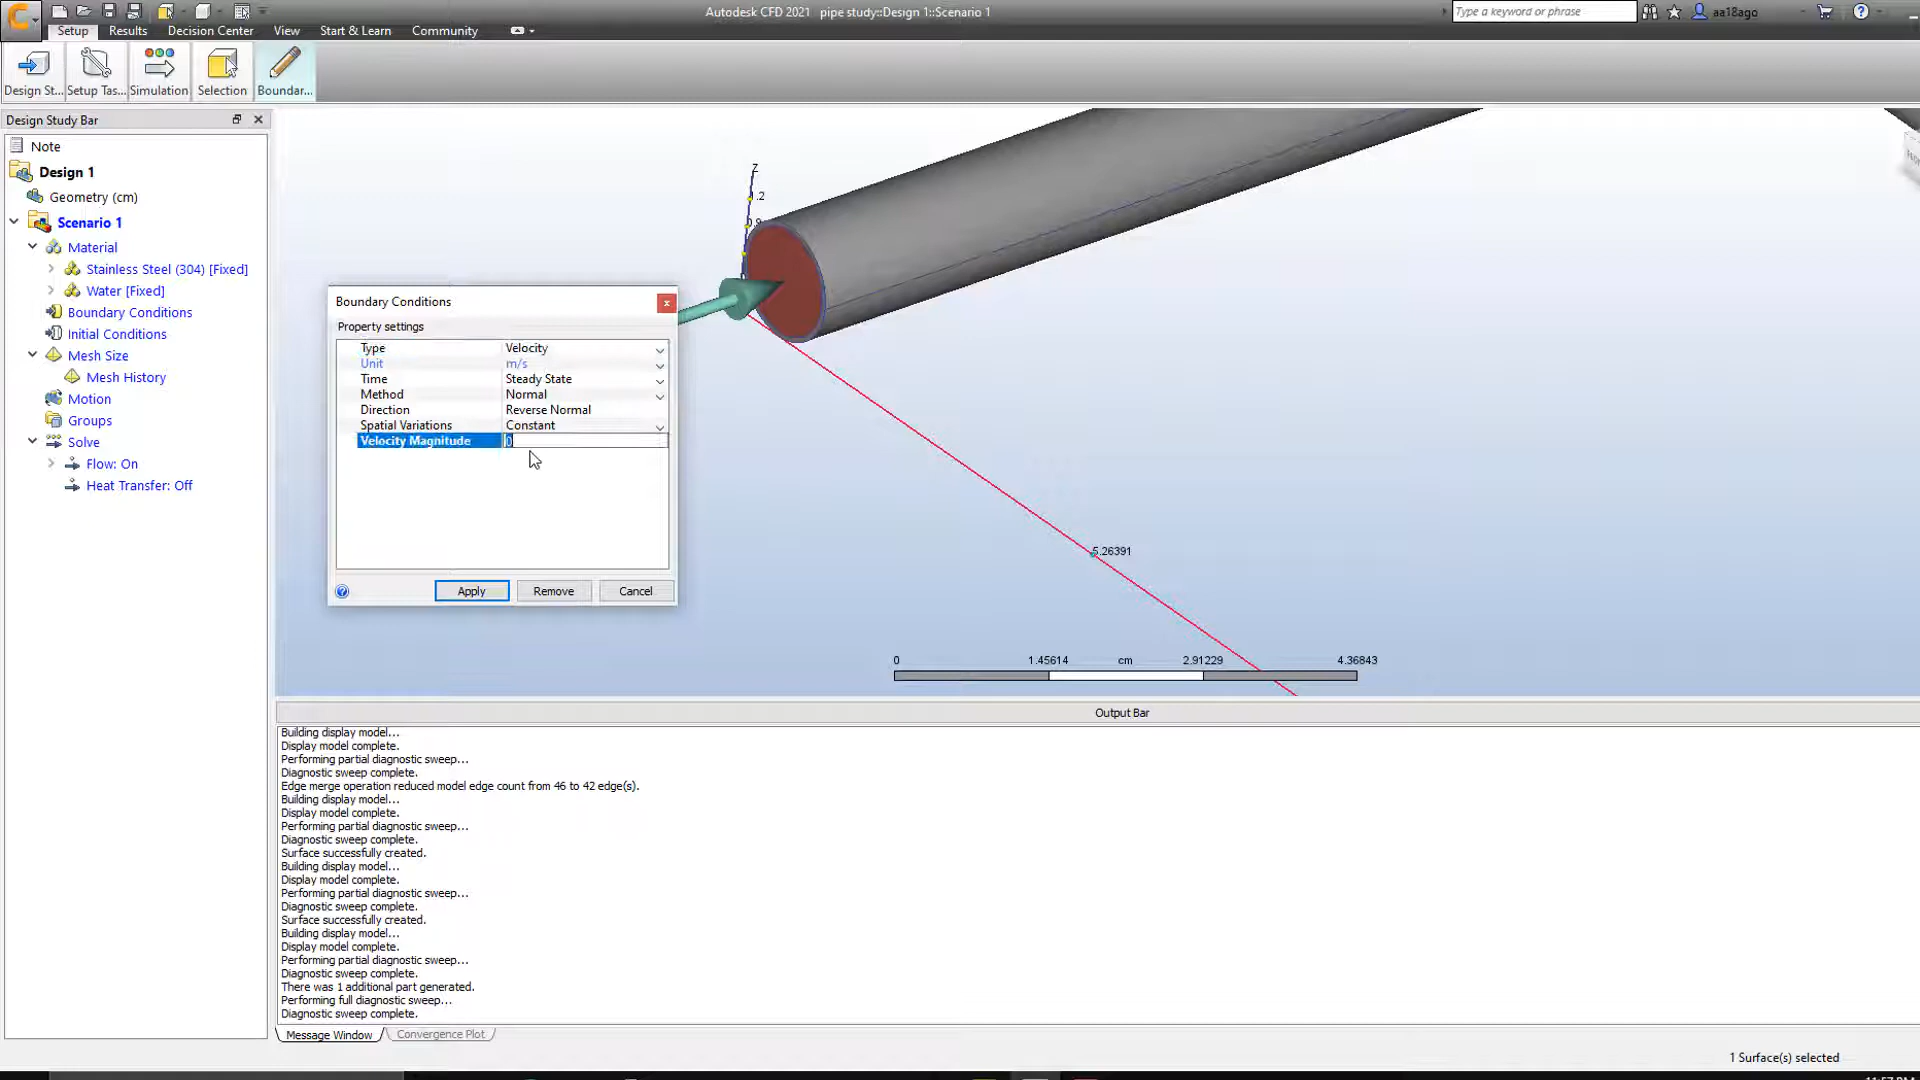 Autodesk CFD 2021 pipe study::Design 1::Scenario 1
Type a keyword or phrase
aa18ago
Setup Results Decision Center View Start & Learn Community
Design St... Setup Tas... Simulation Selection Boundar...
Design Study Bar
Note
Design 1
Geometry (cm)
Scenario 1
Material
Stainless Steel (304) [Fixed]
Water [Fixed]
Boundary Conditions
Initial Conditions
Mesh Size
Mesh History
Motion
Groups
Solve
Flow: On
Heat Transfer: Off
Z
1.2
Boundary Conditions
Property settings
Type Velocity
Unit m/s
Time Steady State
Method Normal
Direction Reverse Normal
Spatial Variations Constant
Velocity Magnitude 0
Apply Remove Cancel
5.26391
0 1.45614 cm 2.91229 4.36843
Output Bar
Building display model...
Display model complete.
Performing partial diagnostic sweep...
Diagnostic sweep complete.
Edge merge operation reduced model edge count from 46 to 42 edge(s).
Building display model...
Display model complete.
Performing partial diagnostic sweep...
Diagnostic sweep complete.
Surface successfully created.
Building display model...
Display model complete.
Performing partial diagnostic sweep...
Diagnostic sweep complete.
Surface successfully created.
Building display model...
Display model complete.
Performing partial diagnostic sweep...
Diagnostic sweep complete.
There was 1 additional part generated.
Performing full diagnostic sweep...
Diagnostic sweep complete.
Message Window Convergence Plot
1 Surface(s) selected